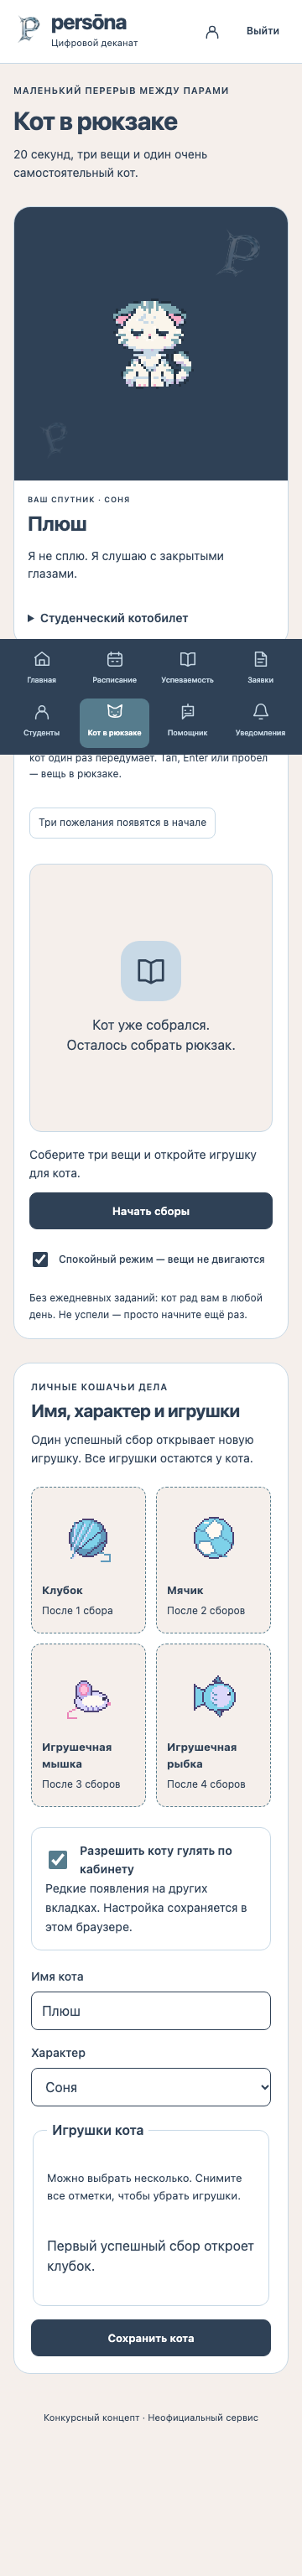 persōna
Цифровой деканат
Выйти
МАЛЕНЬКИЙ ПЕРЕРЫВ МЕЖДУ ПАРАМИ
Кот в рюкзаке
20 секунд, три вещи и один очень
самостоятельный кот.
ВАШ СПУТНИК · СОНЯ
Плюш
Я не сплю. Я слушаю с закрытыми
глазами.
Студенческий котобилет
Главная
Расписание
Успеваемость
Заявки
Студенты
Кот в рюкзаке
Помощник
Уведомления
кот один раз передумает. Тап, Enter или пробел
— вещь в рюкзаке.
Три пожелания появятся в начале
Кот уже собрался.
Осталось собрать рюкзак.
Соберите три вещи и откройте игрушку
для кота.
Начать сборы
Спокойный режим — вещи не двигаются
Без ежедневных заданий: кот рад вам в любой
день. Не успели — просто начните ещё раз.
ЛИЧНЫЕ КОШАЧЬИ ДЕЛА
Имя, характер и игрушки
Один успешный сбор открывает новую
игрушку. Все игрушки остаются у кота.
Клубок
После 1 сбора
Мячик
После 2 сборов
Игрушечная
мышка
После 3 сборов
Игрушечная
рыбка
После 4 сборов
Разрешить коту гулять по
кабинету
Редкие появления на других
вкладках. Настройка сохраняется в
этом браузере.
Имя кота
Плюш
Характер
Соня
Игрушки кота
Можно выбрать несколько. Снимите
все отметки, чтобы убрать игрушки.
Первый успешный сбор откроет
клубок.
Сохранить кота
Конкурсный концепт · Неофициальный сервис